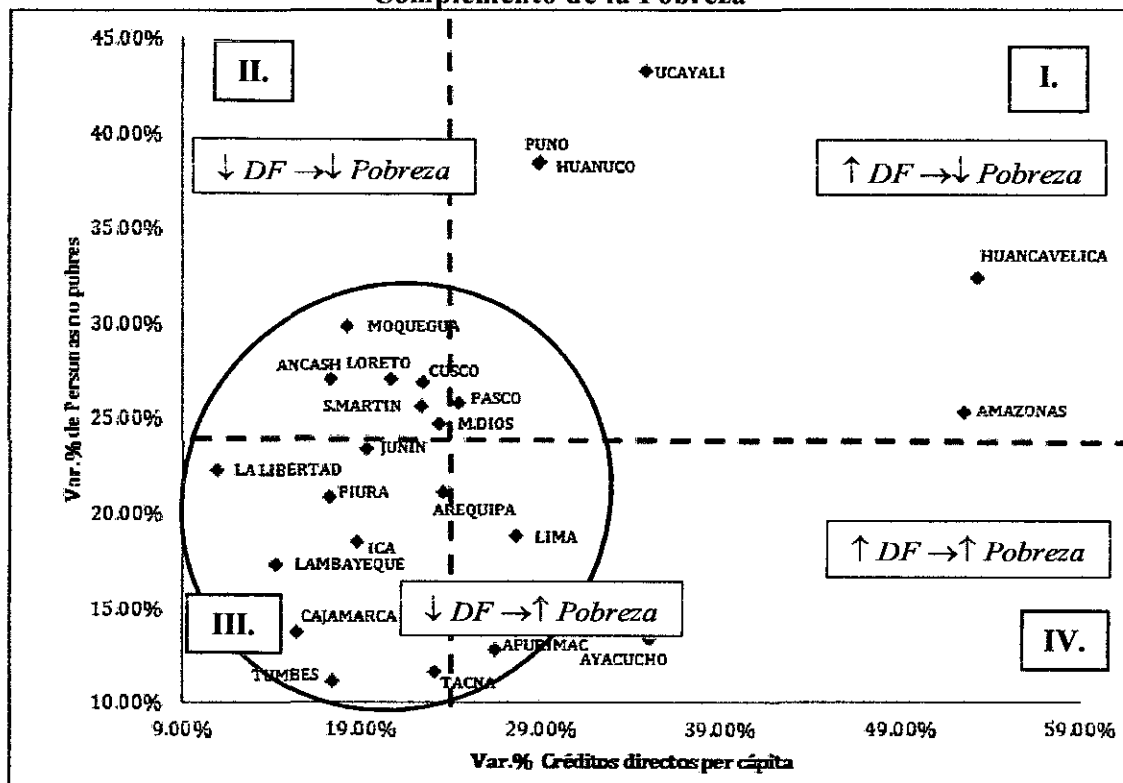 Complemento de la Pobreza
45.00%
II.
UCAYALI
I.
40.00%
PUNO
HUANUCO
↓ DF →↓ Pobreza
↑ DF →↓ Pobreza
35.00%
HUANCAVELICA
Var.% de Personas no pobres
30.00%
MOQUEGUA
ANCASH LORETO
CUSCO
S.MARTIN
PASCO
25.00%
M.DIOS
AMAZONAS
JUNIN
LA LIBERTAD
PIURA
AREQUIPA
20.00%
ICA
LIMA
LAMBAYEQUE
↑ DF →↑ Pobreza
15.00%
III.
CAJAMARCA
↓ DF →↑ Pobreza
IV.
APURIMAC
AYACUCHO
TUMBES
TACNA
10.00%
9.00% 19.00% 29.00% 39.00% 49.00% 59.00%
Var.% Créditos directos per cápita